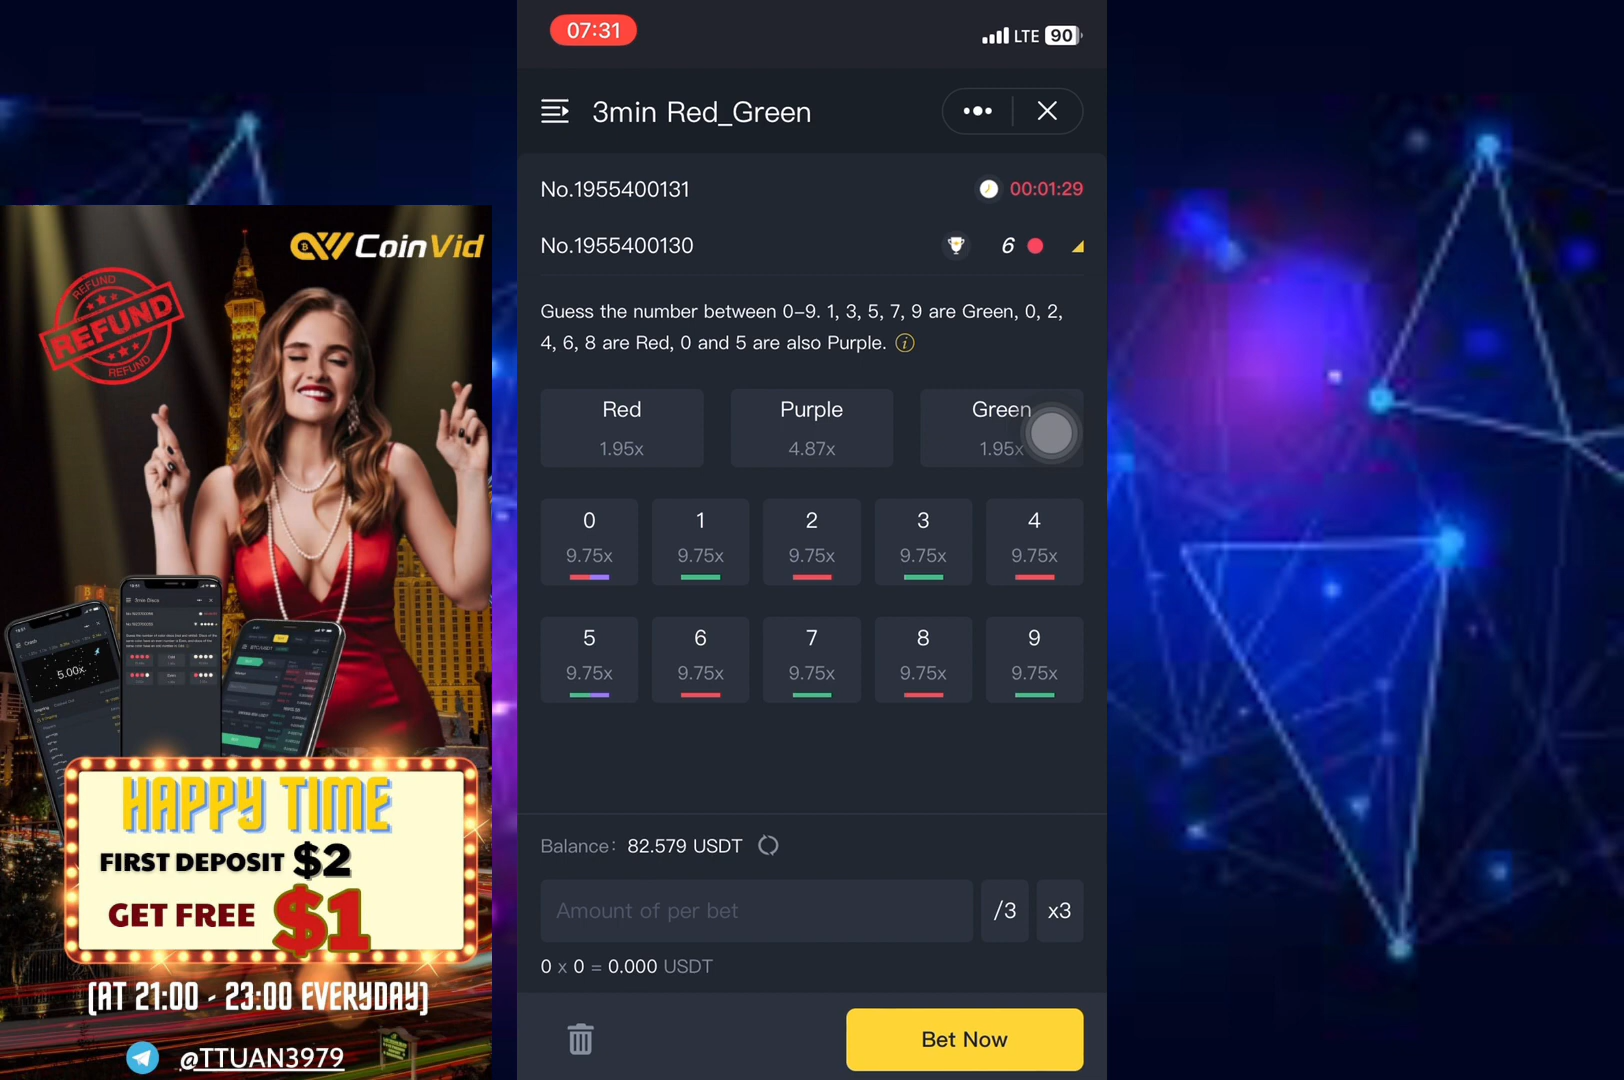 CoinVid
REFUND
REFUND
REFUND
5.00x
HAPPY TIME
FIRST DEPOSIT $2
GET FREE $1
(AT 21:00 - 23:00 EVERYDAY)
@TTUAN3979
07:31
LTE 90
3min Red_Green
No.1955400131
00:01:29
No.1955400130
6
Guess the number between 0–9. 1, 3, 5, 7, 9 are Green, 0, 2,
4, 6, 8 are Red, 0 and 5 are also Purple.
Red Purple Green
1.95x 4.87x 1.95x
0 1 2 3 4
9.75x 9.75x 9.75x 9.75x 9.75x
5 6 7 8 9
9.75x 9.75x 9.75x 9.75x 9.75x
Balance: 82.579 USDT
Amount of per bet
/3 x3
0 x 0 = 0.000 USDT
Bet Now